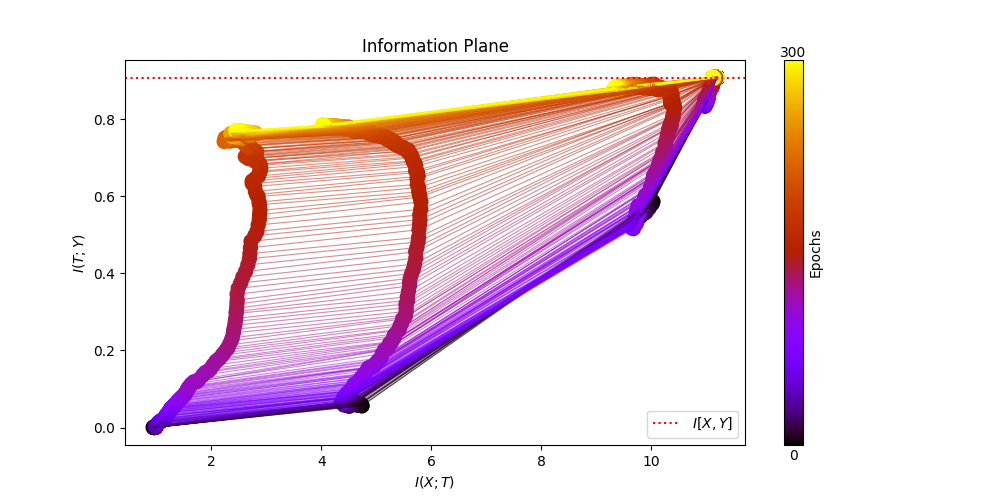 Information Plane
300
0.8
0.6
0.4
0.2
0.0
I(T; Y)
I[X, Y]
Epochs
0
2
4
6
8
10
I(X; T)